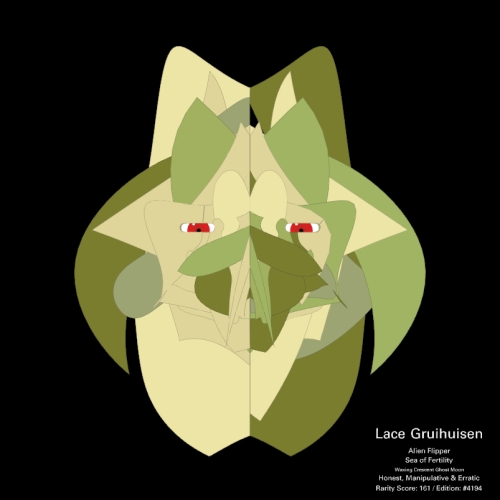 Lace Gruihuisen
Alien Flipper
Sea of Fertility
Waxing Crescent Ghost Moon
Honest, Manipulative & Erratic
Rarity Score: 161 / Edition: #4194